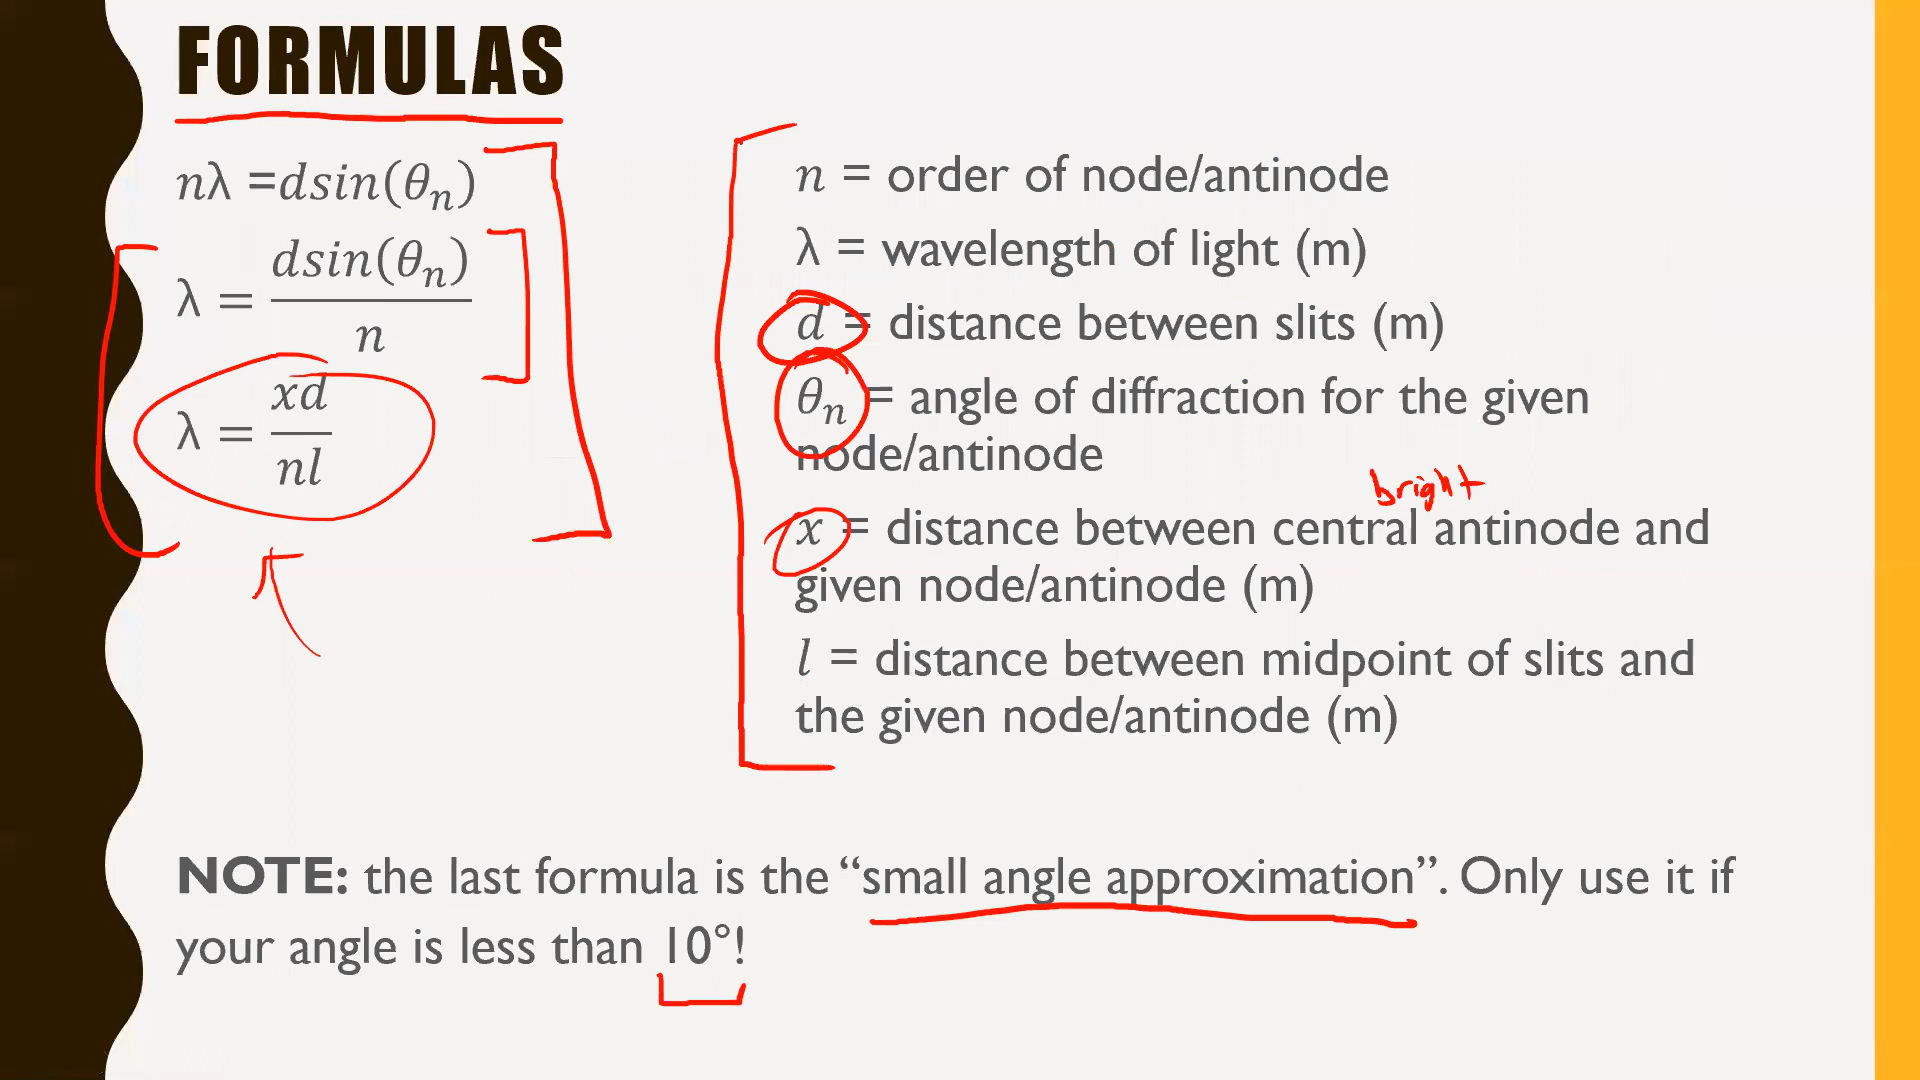 FORMULAS
nλ =dsin(θₙ)
λ = dsin(θₙ)/n
λ = xd/nl
n = order of node/antinode
λ = wavelength of light (m)
d = distance between slits (m)
θₙ = angle of diffraction for the given
node/antinode
bright
x = distance between central antinode and
given node/antinode (m)
l = distance between midpoint of slits and
the given node/antinode (m)
NOTE: the last formula is the “small angle approximation”. Only use it if
your angle is less than 10°!